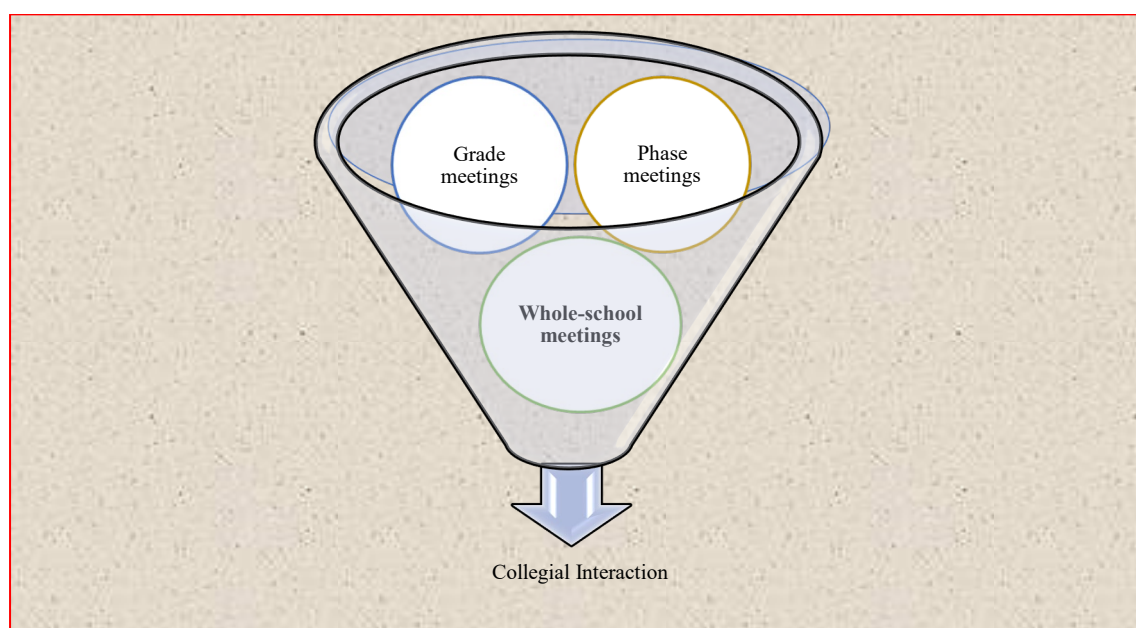 Grade
meetings
Phase
meetings
Whole-school
meetings
Collegial Interaction